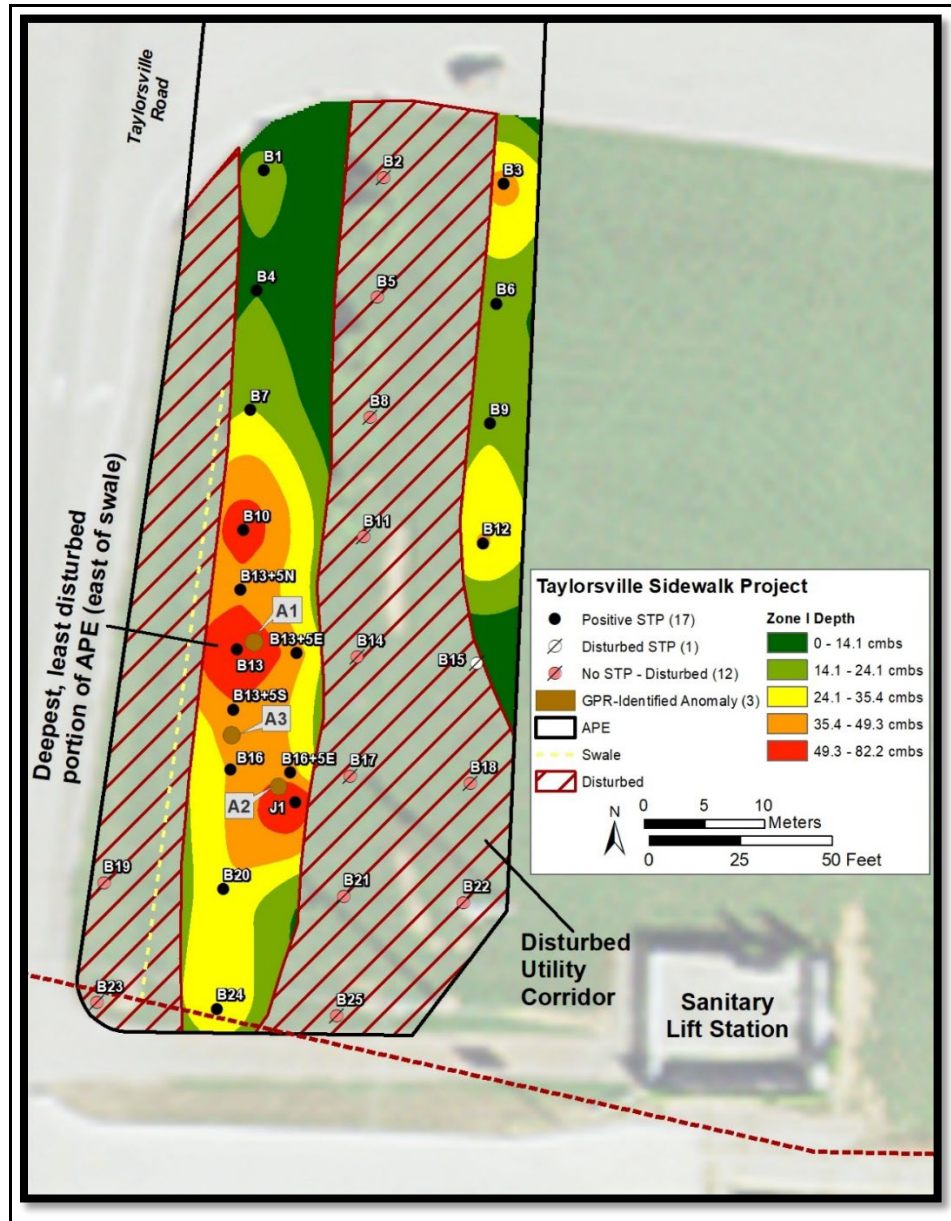 Taylorsville
Road
B1
B2
B3
B4
B5
B6
B7
B8
B9
B10
B11
B12
B13+5N
A1
B13+5E
B13
B14
B15
B13+5S
A3
B16
B16+5E
B17
B18
A2
J1
B19
B20
B21
B22
B23
B24
B25
Deepest, least disturbed
portion of APE (east of swale)
Taylorsville Sidewalk Project
Positive STP (17)
Disturbed STP (1)
No STP - Disturbed (12)
GPR-Identified Anomaly (3)
APE
Swale
Disturbed
Zone I Depth
0 - 14.1 cmbs
14.1 - 24.1 cmbs
24.1 - 35.4 cmbs
35.4 - 49.3 cmbs
49.3 - 82.2 cmbs
N
0 5 10
Meters
0 25 50 Feet
Disturbed
Utility
Corridor
Sanitary
Lift Station